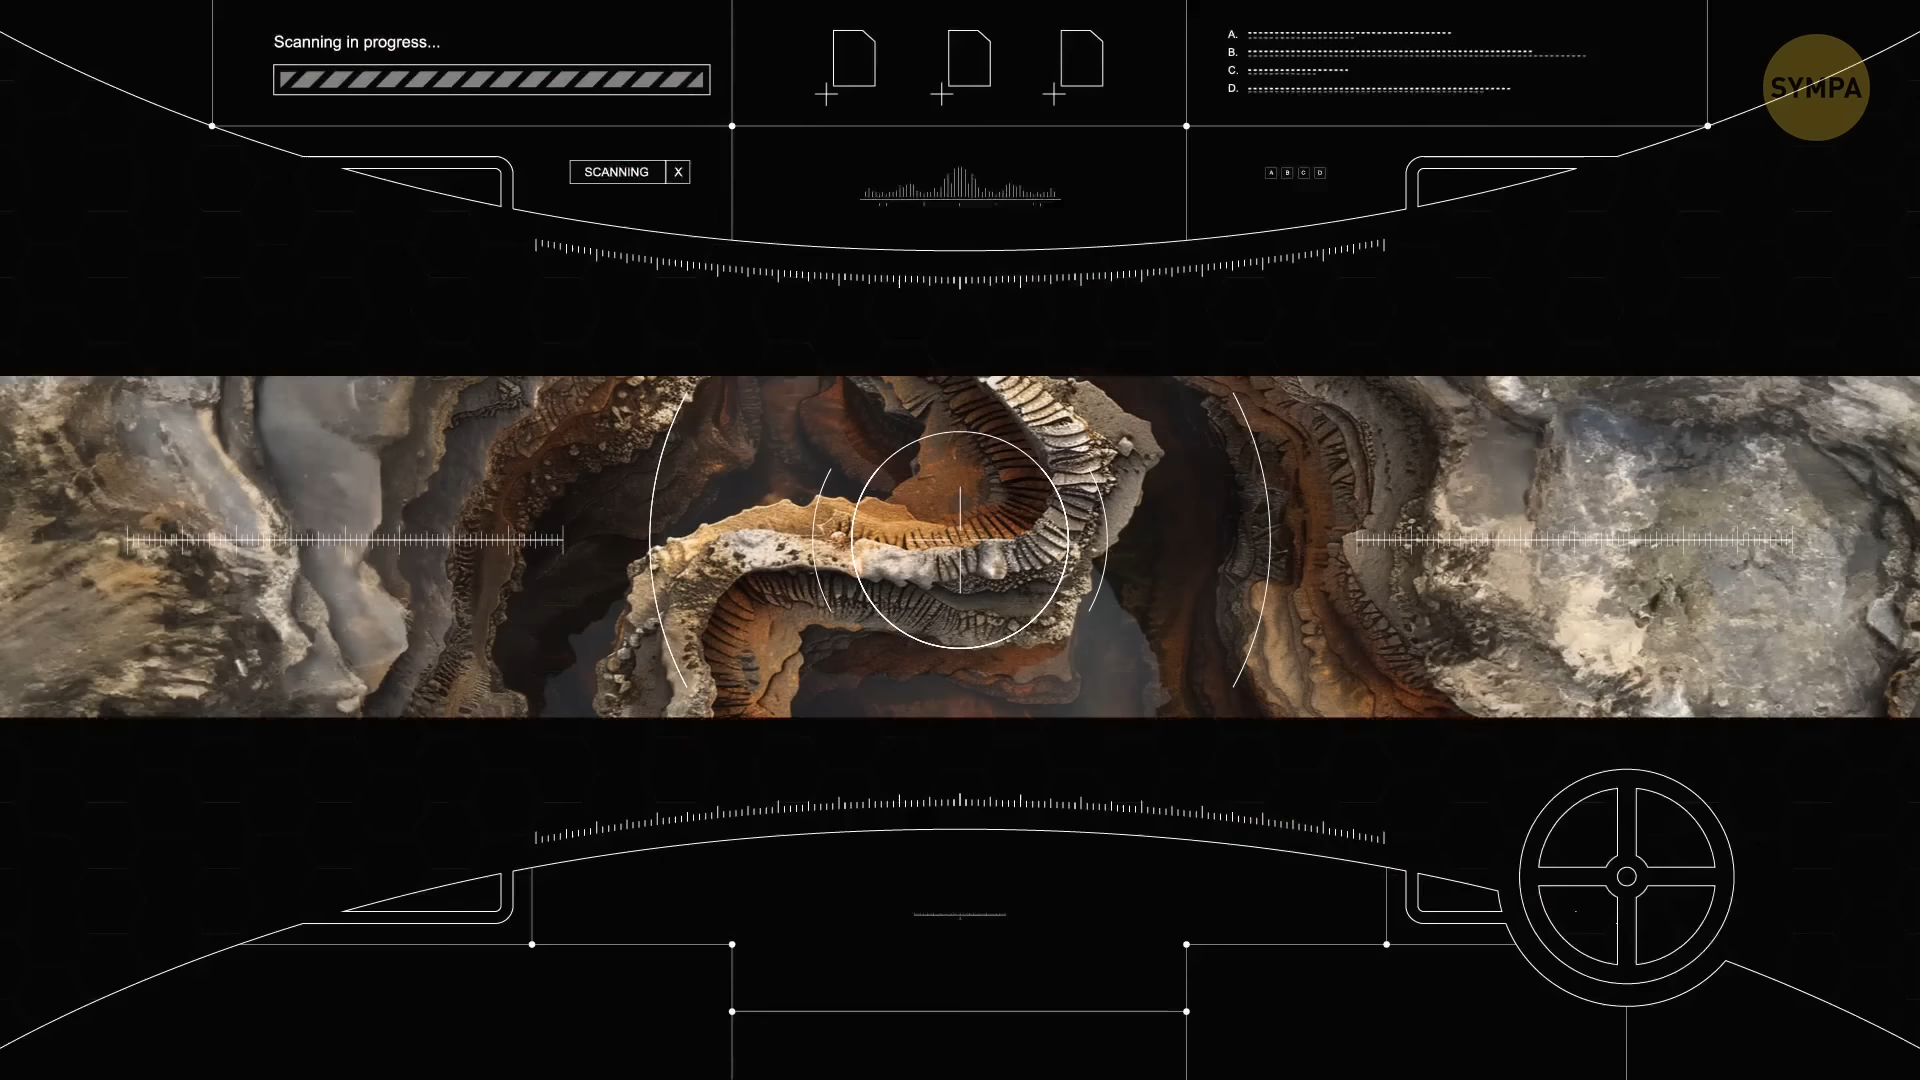 Scanning in progress...
A.
B.
C.
D.
SYMPA
SCANNING X
A B C D